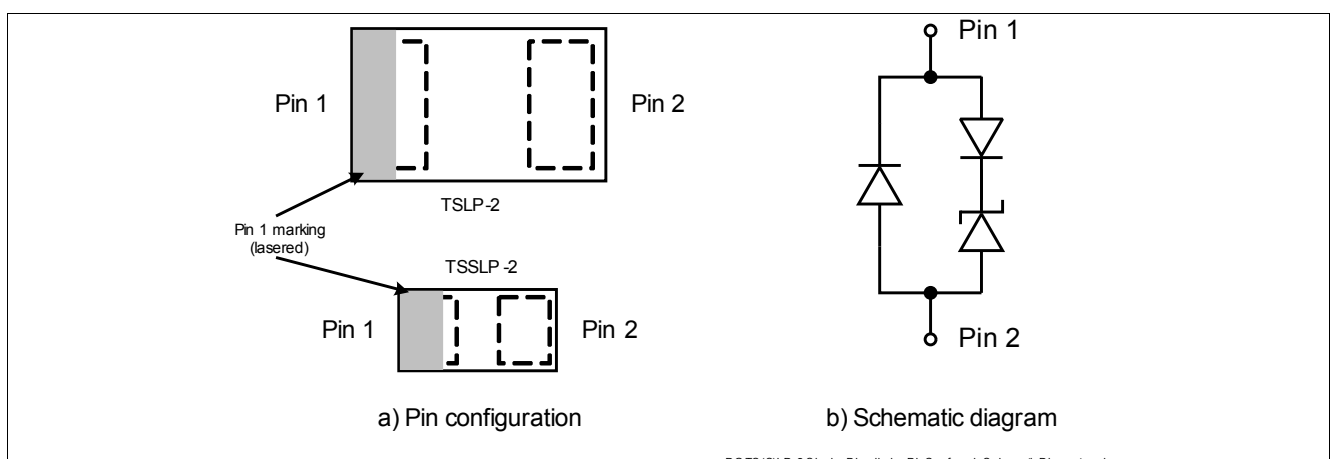 Pin 1
Pin 2
TSLP-2
Pin 1 marking
(lasered)
TSSLP -2
Pin 1
Pin 2
a) Pin configuration
Pin 1
Pin 2
b) Schematic diagram